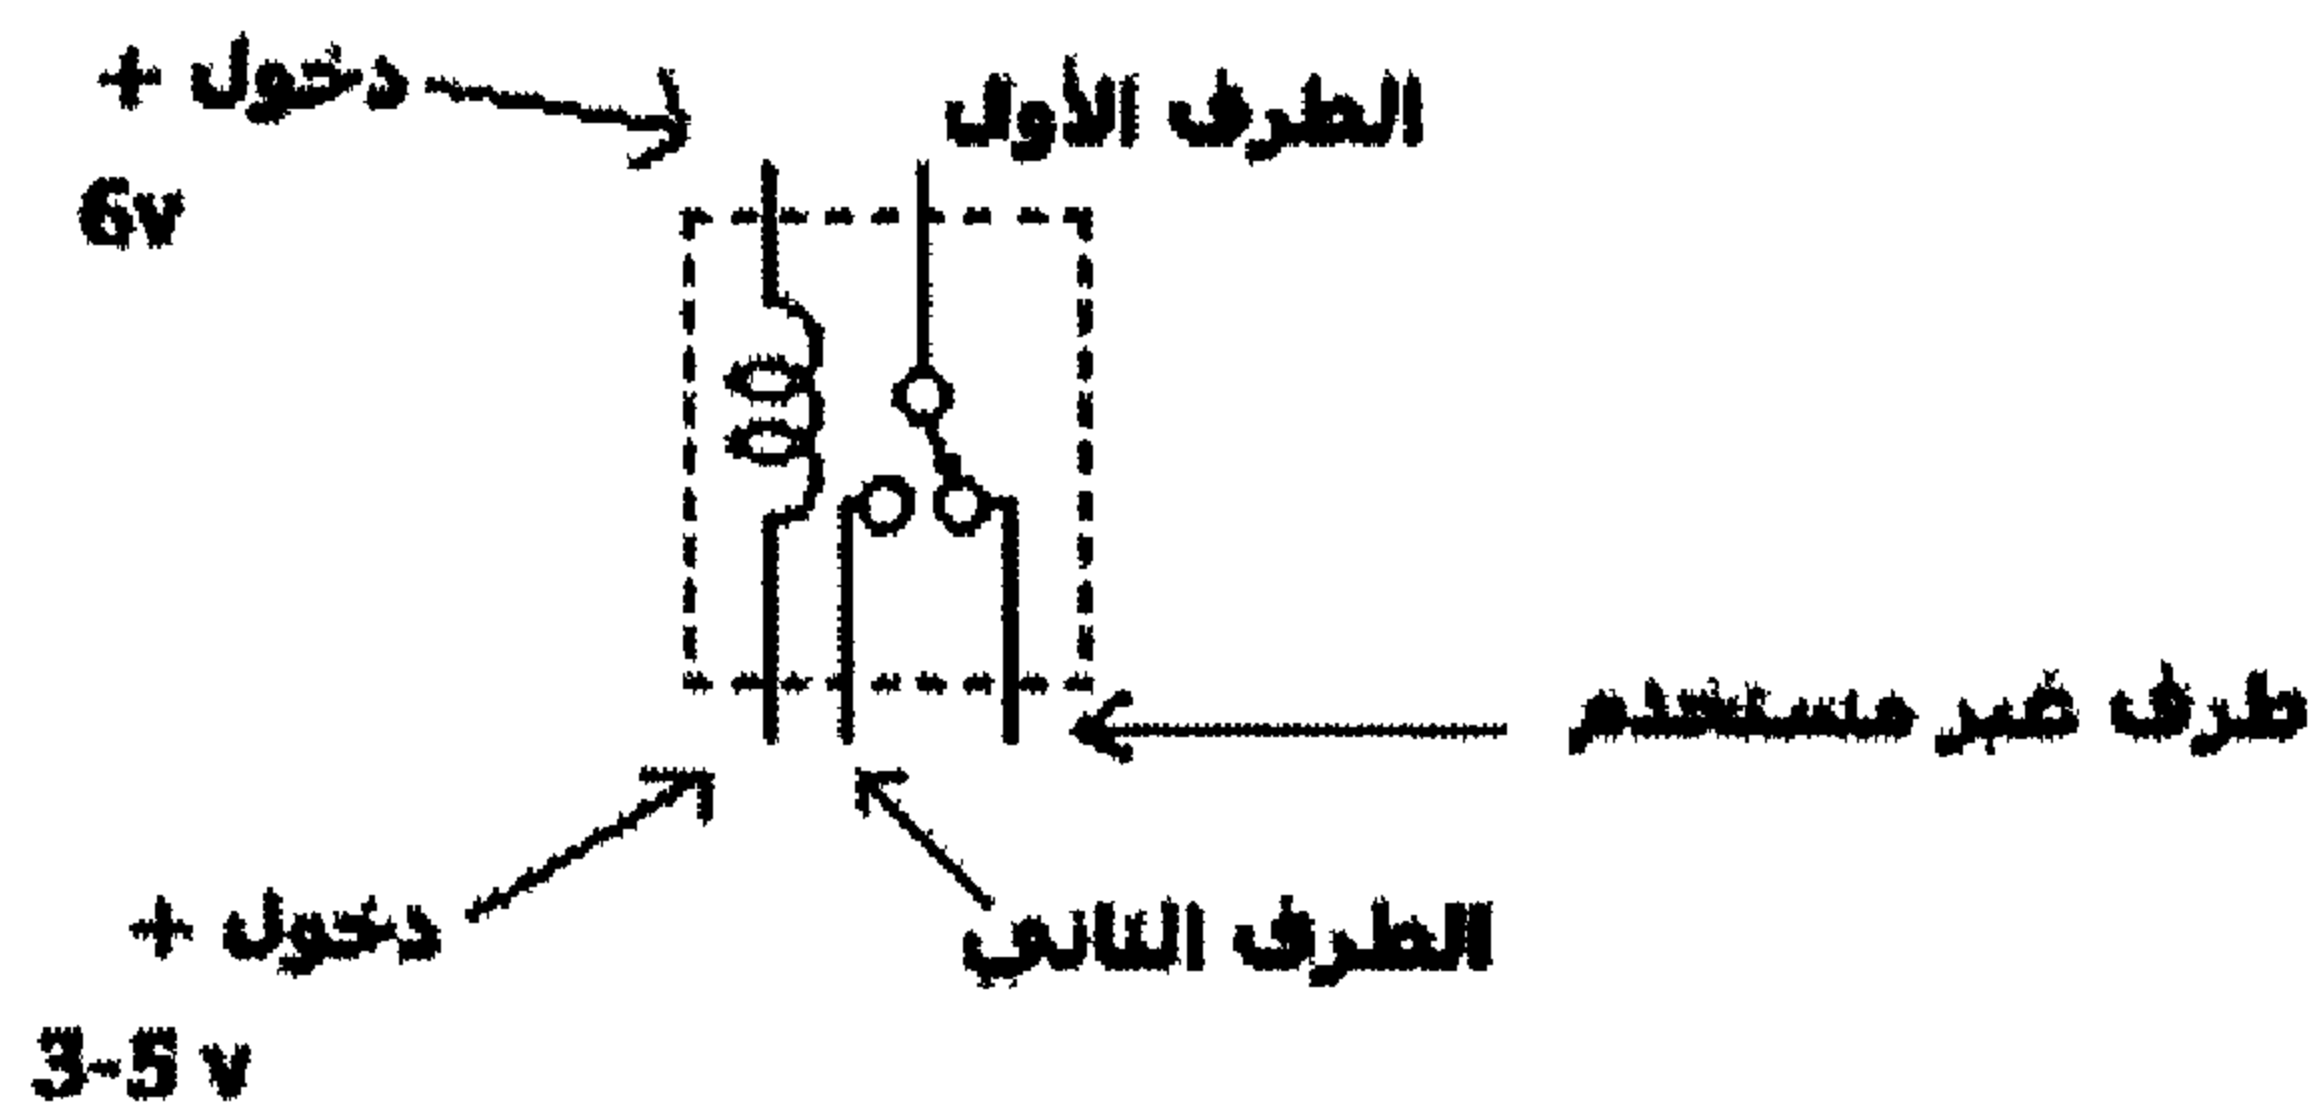 دخول +
6v
الطرف الأول
طرف غير مستخدم
دخول +
3-5 v
الطرف الثاني